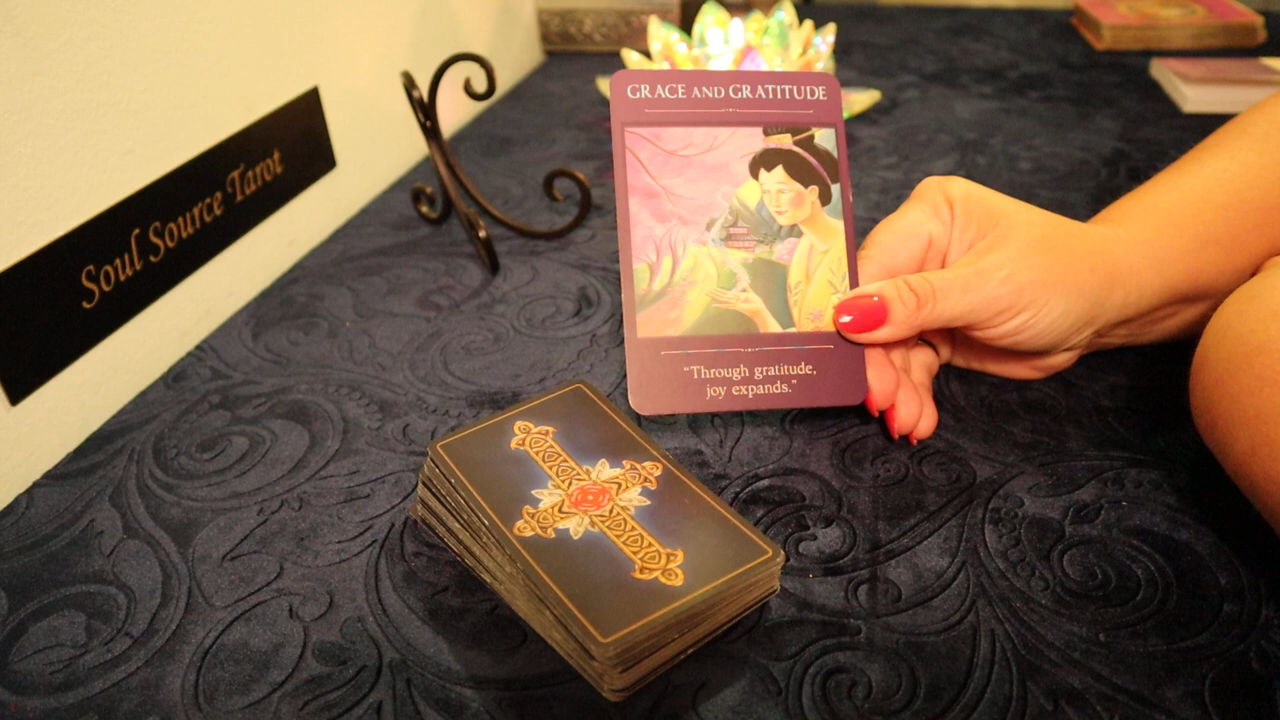 Soul Source Tarot
GRACE AND GRATITUDE
“Through gratitude,
joy expands.”